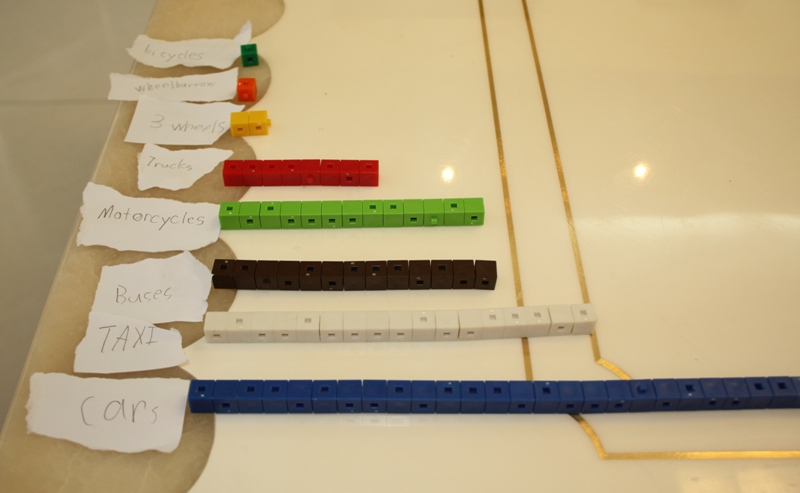 bicycles
wheelbarrow
3 wheels
Trucks
Motorcycles
Buses
TAXI
Cars